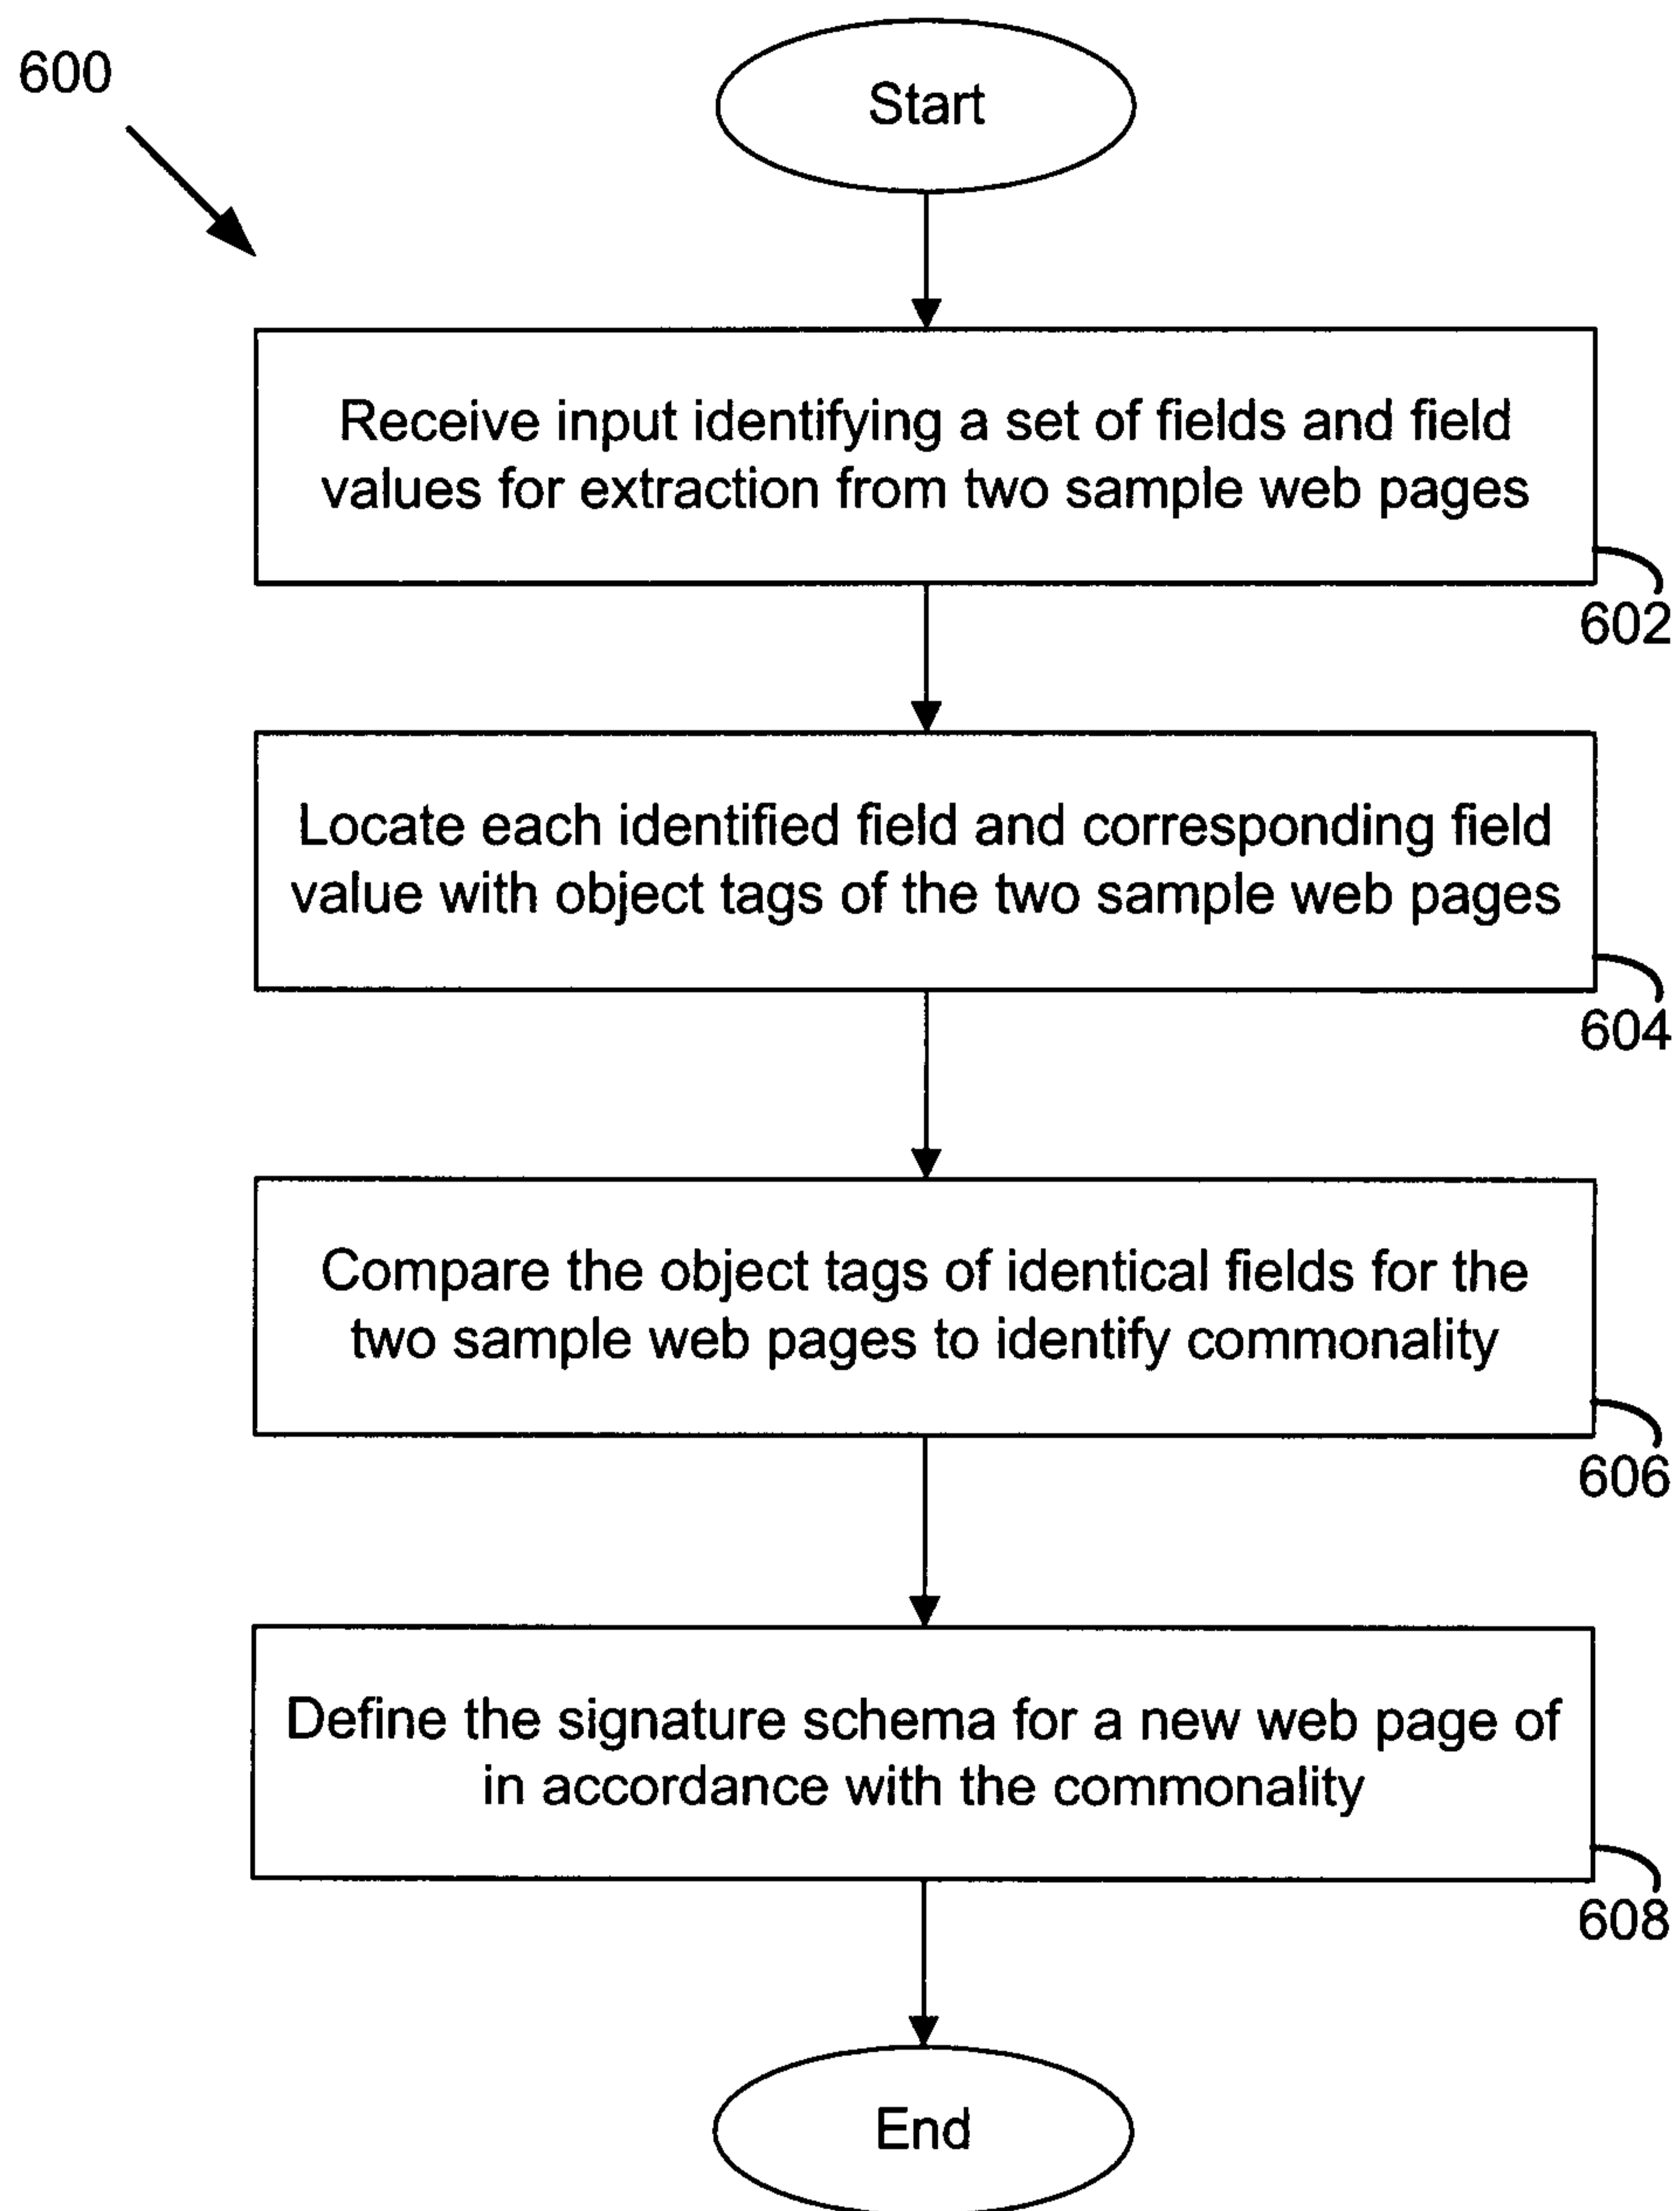 600
Start
Receive input identifying a set of fields and field
values for extraction from two sample web pages
602
Locate each identified field and corresponding field
value with object tags of the two sample web pages
604
Compare the object tags of identical fields for the
two sample web pages to identify commonality
606
Define the signature schema for a new web page of
in accordance with the commonality
608
End